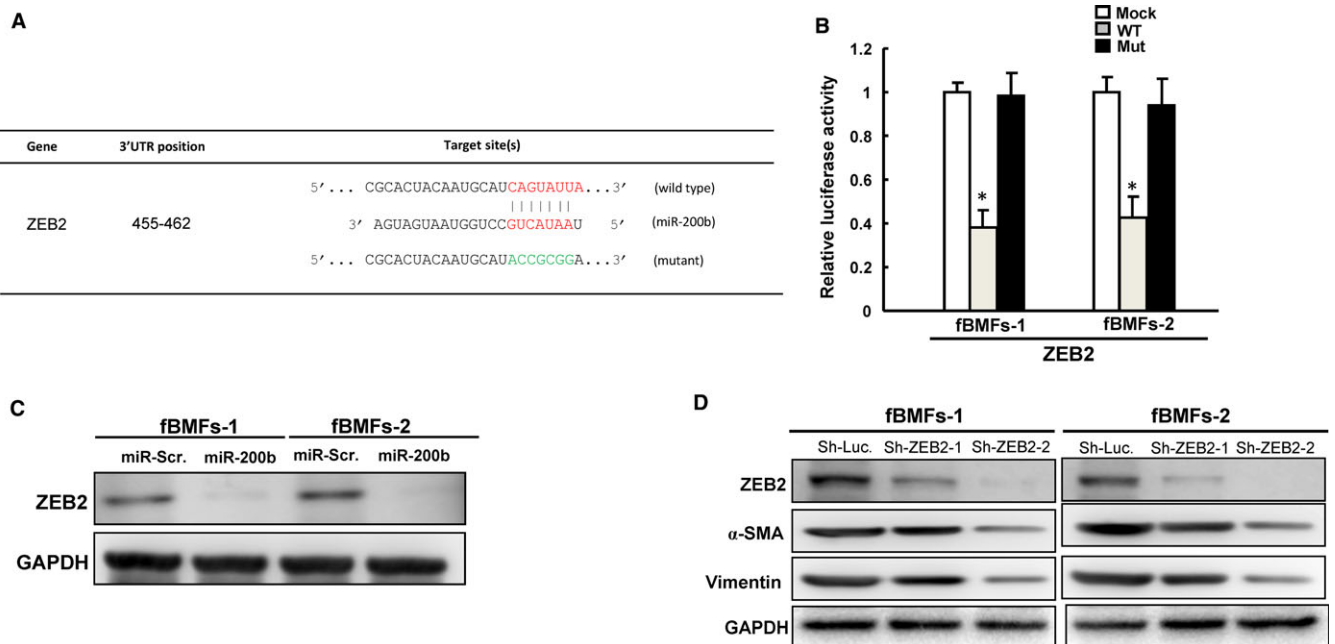 A
Gene 3'UTR position Target site(s)
5'... CGCACUACAAUGCAUCAGUAUUA...3' (wild type)
ZEB2 455-462 3' AGUAGUAAUGGUCCGUCAUAAU 5' (miR-200b)
5'... CGCACUACAAUGCAUACCGCGGA...3' (mutant)
B
Mock
WT
Mut
Relative luciferase activity
1.2
1
0.8
0.6
0.4
0.2
0
*
*
fBMFs-1 fBMFs-2
ZEB2
C
fBMFs-1 fBMFs-2
miR-Scr. miR-200b miR-Scr. miR-200b
ZEB2
GAPDH
D
fBMFs-1 fBMFs-2
Sh-Luc. Sh-ZEB2-1 Sh-ZEB2-2 Sh-Luc. Sh-ZEB2-1 Sh-ZEB2-2
ZEB2
α-SMA
Vimentin
GAPDH